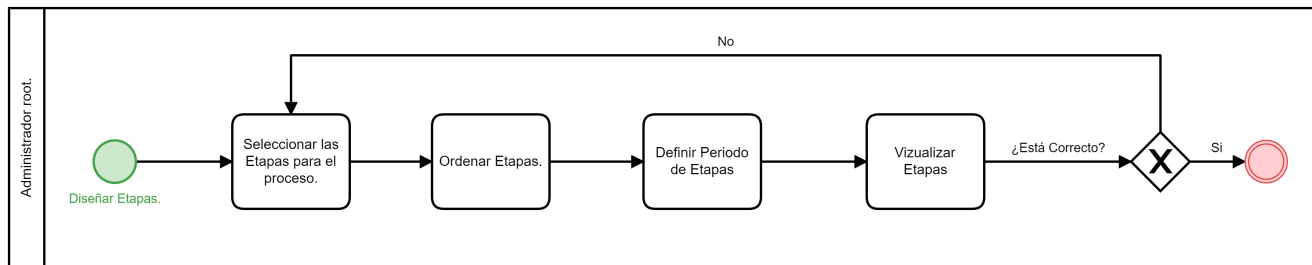 Administrador root.
Diseñar Etapas.
Seleccionar las
Etapas para el
proceso.
Ordenar Etapas.
Definir Periodo
de Etapas
Vizualizar
Etapas
¿Está Correcto?
No
Si